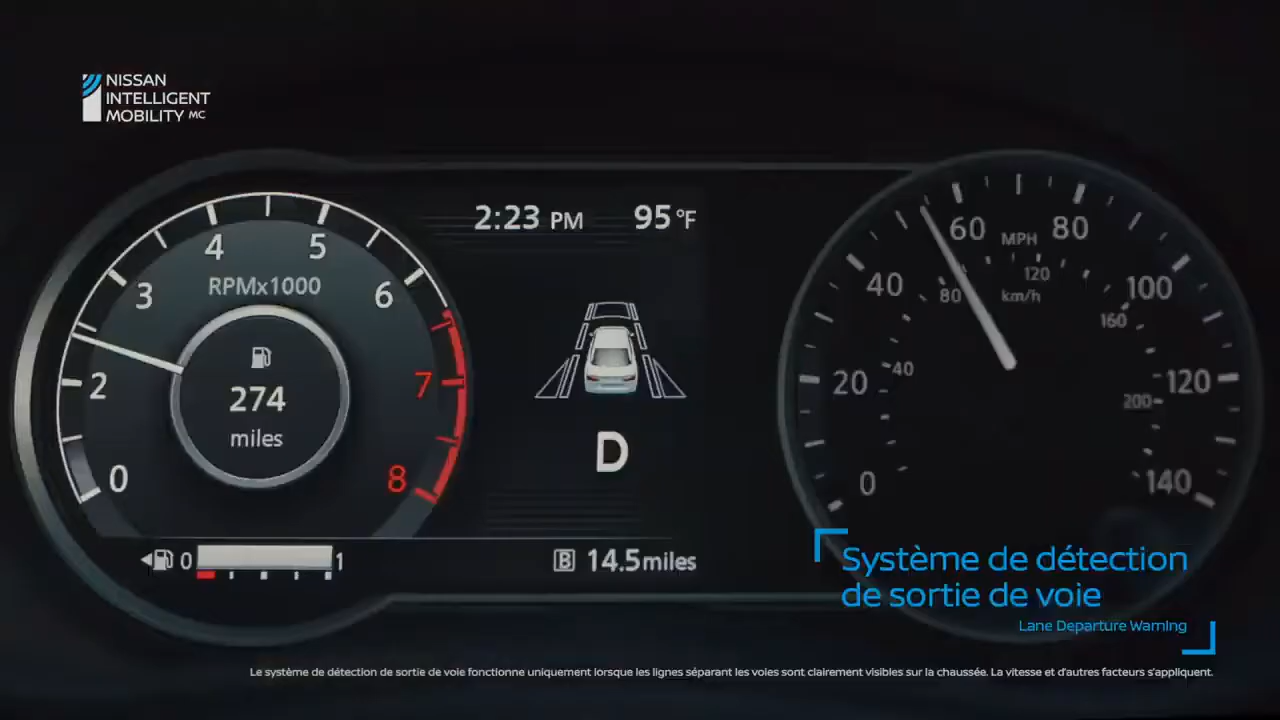 NISSAN
INTELLIGENT
MOBILITY MC
2:23 PM 95 °F
4 5
RPMx1000
3 6
2 7
0 8
274
miles
0 1
D
B 14.5 miles
60 MPH 80
40 100
80 km/h 120
160
40
20 120
200
0 140
Système de détection
de sortie de voie
Lane Departure Warning
Le système de détection de sortie de voie fonctionne uniquement lorsque les lignes séparant les voies sont clairement visibles sur la chaussée. La vitesse et d'autres facteurs s'appliquent.